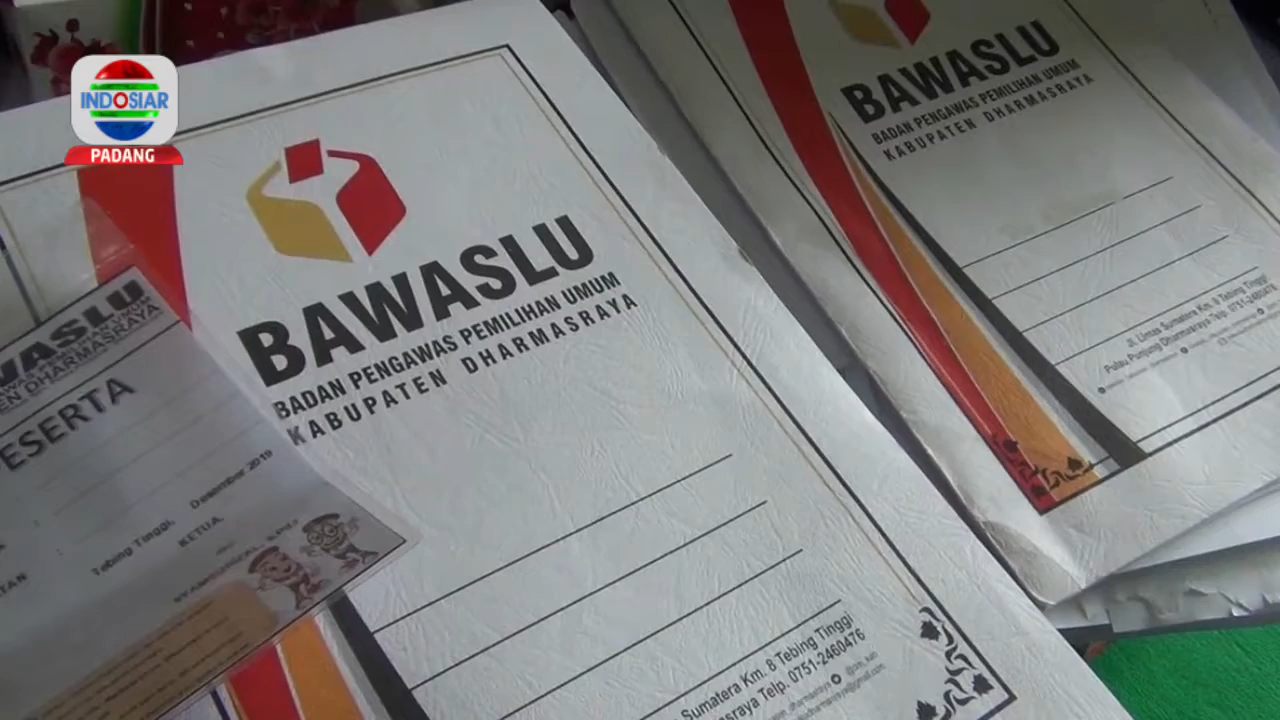 INDOSIAR
PADANG
BAWASLU
BADAN PENGAWAS PEMILIHAN UMUM
KABUPATEN DHARMASRAYA
Sumatera Km. 8 Tebing Tinggi
Telp. 0751-2460476
BAWASLU
BADAN PENGAWAS PEMILIHAN UMUM
KABUPATEN DHARMASRAYA
Jl. Lintas Sumatera Km. 8 Tebing Tinggi
Pulau Punjung Dharmasraya Telp. 0751-2460476
WASLU
EN DHARMASRAYA
ESERTA
Tebing Tinggi, Desember 2019
KETUA,